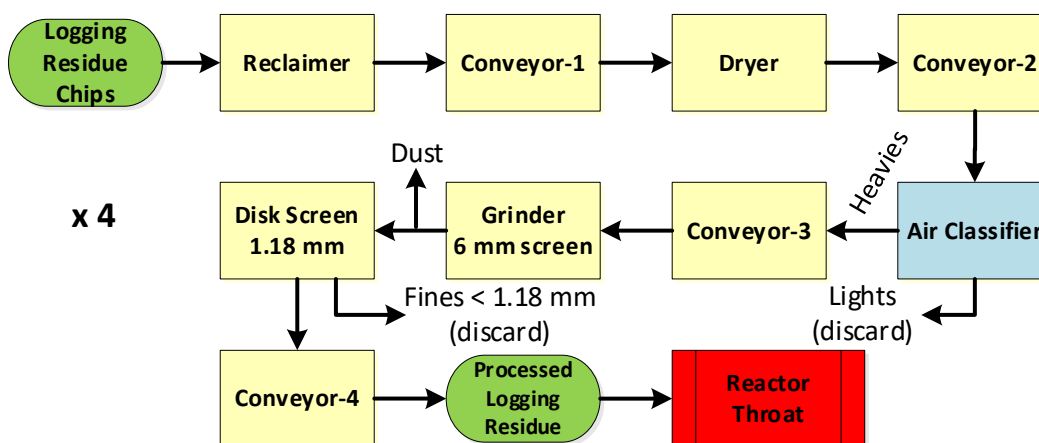 Logging
Residue
Chips
Reclaimer
Conveyor-1
Dryer
Conveyor-2
Heavies
Dust
x 4
Disk Screen
1.18 mm
Grinder
6 mm screen
Conveyor-3
Air Classifier
Fines < 1.18 mm
(discard)
Lights
(discard)
Conveyor-4
Processed
Logging
Residue
Reactor
Throat